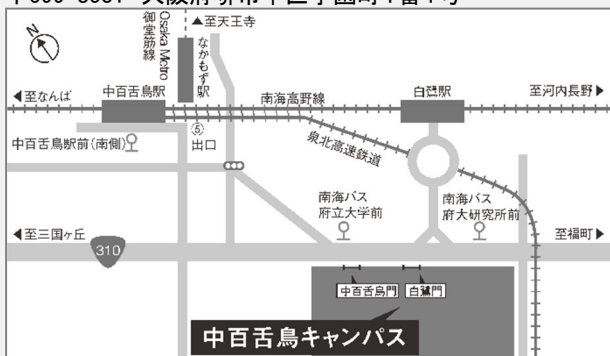 Osaka Metro
御堂筋線
▲至天王寺
なかもず駅
◀至なんば
中百舌鳥駅
南海高野線
白鷺駅
至河内長野▶
中百舌鳥駅前(南側)
⑤
出口
泉北高速鉄道
南海バス
府立大学前
南海バス
府大研究所前
◀至三国ヶ丘
310
至福町▶
中百舌鳥門
白鷺門
中百舌鳥キャンパス
N